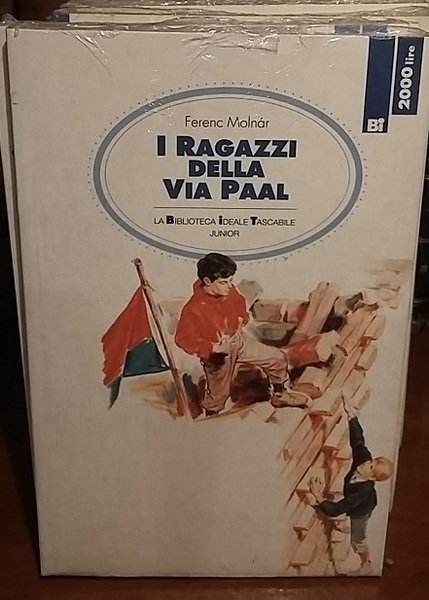 Bi
2000 lire
Ferenc Molnár
I RAGAZZI
DELLA
VIA PAAL
LA BIBLIOTECA iDEALE TASCABILE
JUNIOR